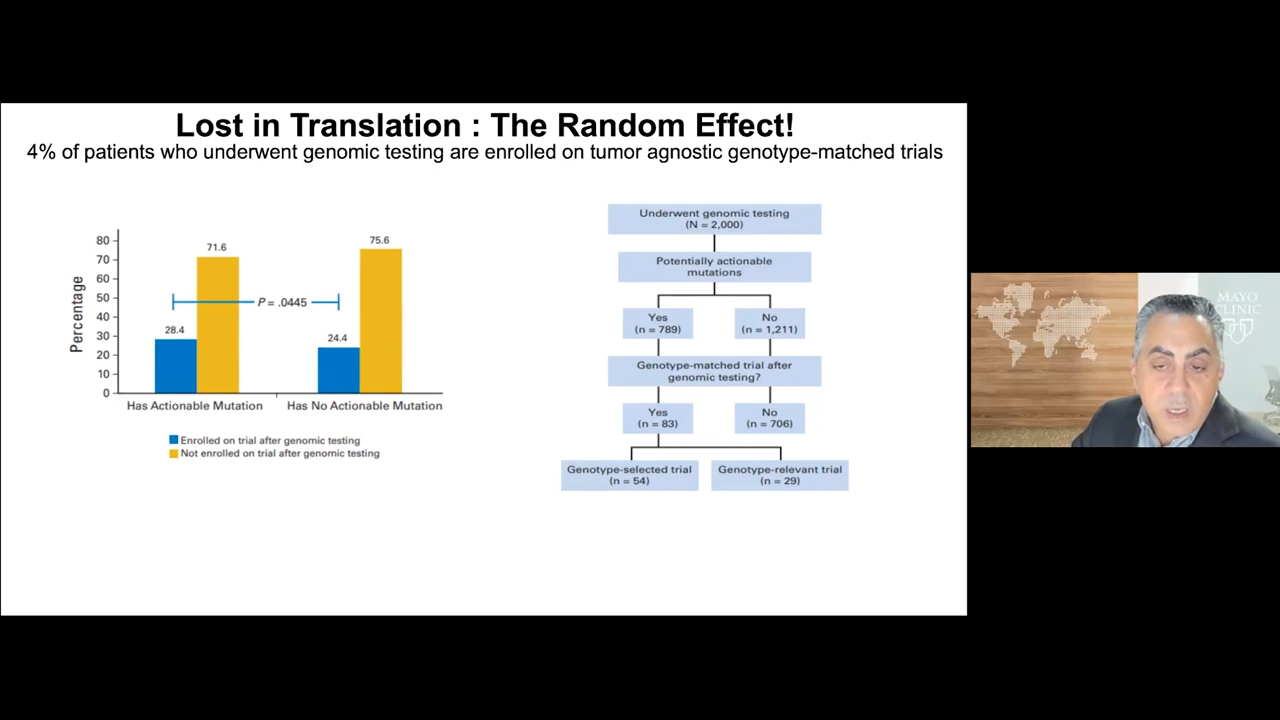 Lost in Translation : The Random Effect!
4% of patients who underwent genomic testing are enrolled on tumor agnostic genotype-matched trials
Percentage
80
70
60
50
40
30
20
10
0
28.4
71.6
P = .0445
24.4
75.6
Has Actionable Mutation
Has No Actionable Mutation
Enrolled on trial after genomic testing
Not enrolled on trial after genomic testing
Underwent genomic testing
(N = 2,000)
Potentially actionable
mutations
Yes
(n = 789)
No
(n = 1,211)
Genotype-matched trial after
genomic testing?
Yes
(n = 83)
No
(n = 706)
Genotype-selected trial
(n = 54)
Genotype-relevant trial
(n = 29)
MAYO
CLINIC